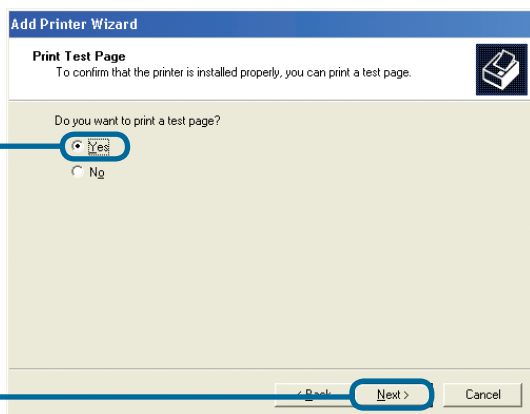 Add Printer Wizard
Print Test Page
To confirm that the printer is installed properly, you can print a test page.
Do you want to print a test page?
Yes
No
< Back
Next >
Cancel